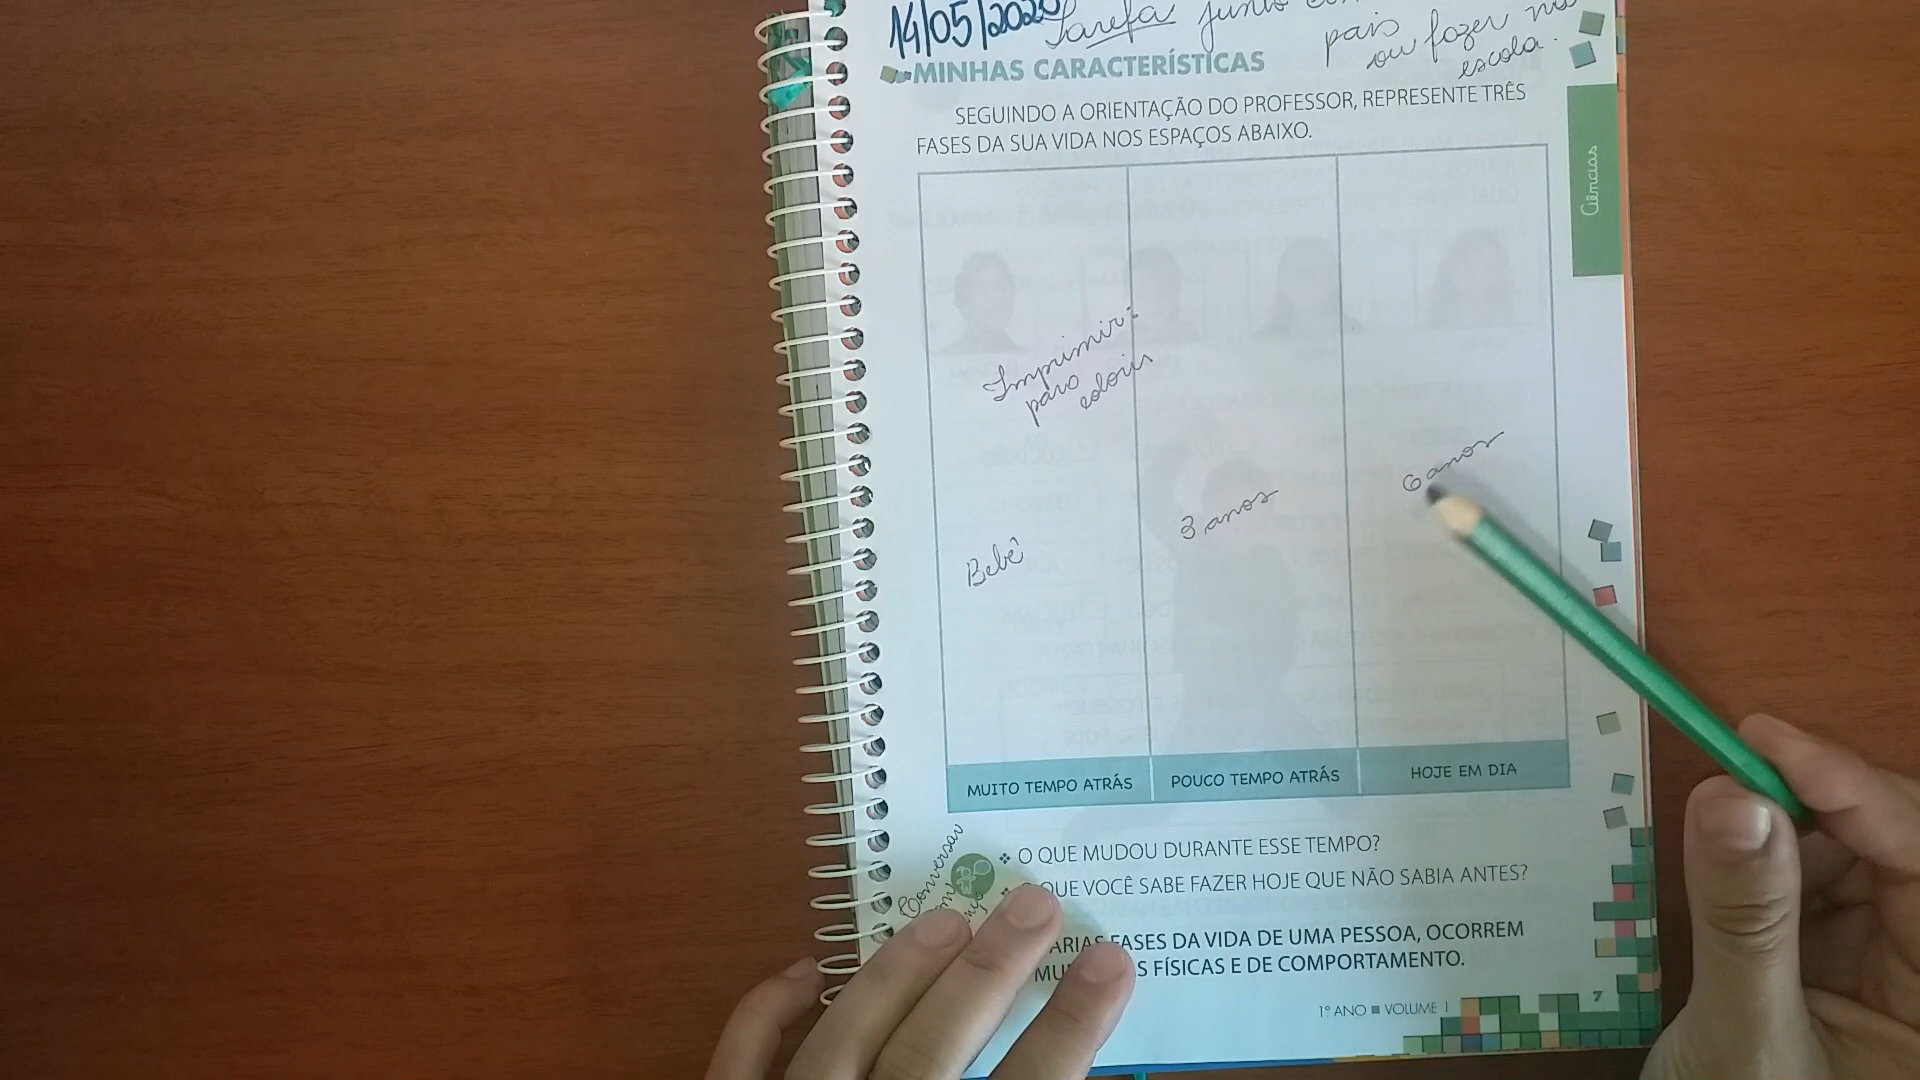 14/05/2020 Tarefa junto
pais
ou fazer na
escola.
MINHAS CARACTERÍSTICAS
SEGUINDO A ORIENTAÇÃO DO PROFESSOR, REPRESENTE TRÊS
FASES DA SUA VIDA NOS ESPAÇOS ABAIXO.
Ciências
Imprimir:
para
colorir
Bebê
3 anos
6 anos
MUITO TEMPO ATRÁS
POUCO TEMPO ATRÁS
HOJE EM DIA
Conversar
O QUE MUDOU DURANTE ESSE TEMPO?
QUE VOCÊ SABE FAZER HOJE QUE NÃO SABIA ANTES?
FASES DA VIDA DE UMA PESSOA, OCORREM
FÍSICAS E DE COMPORTAMENTO.
1º ANO VOLUME 1
7